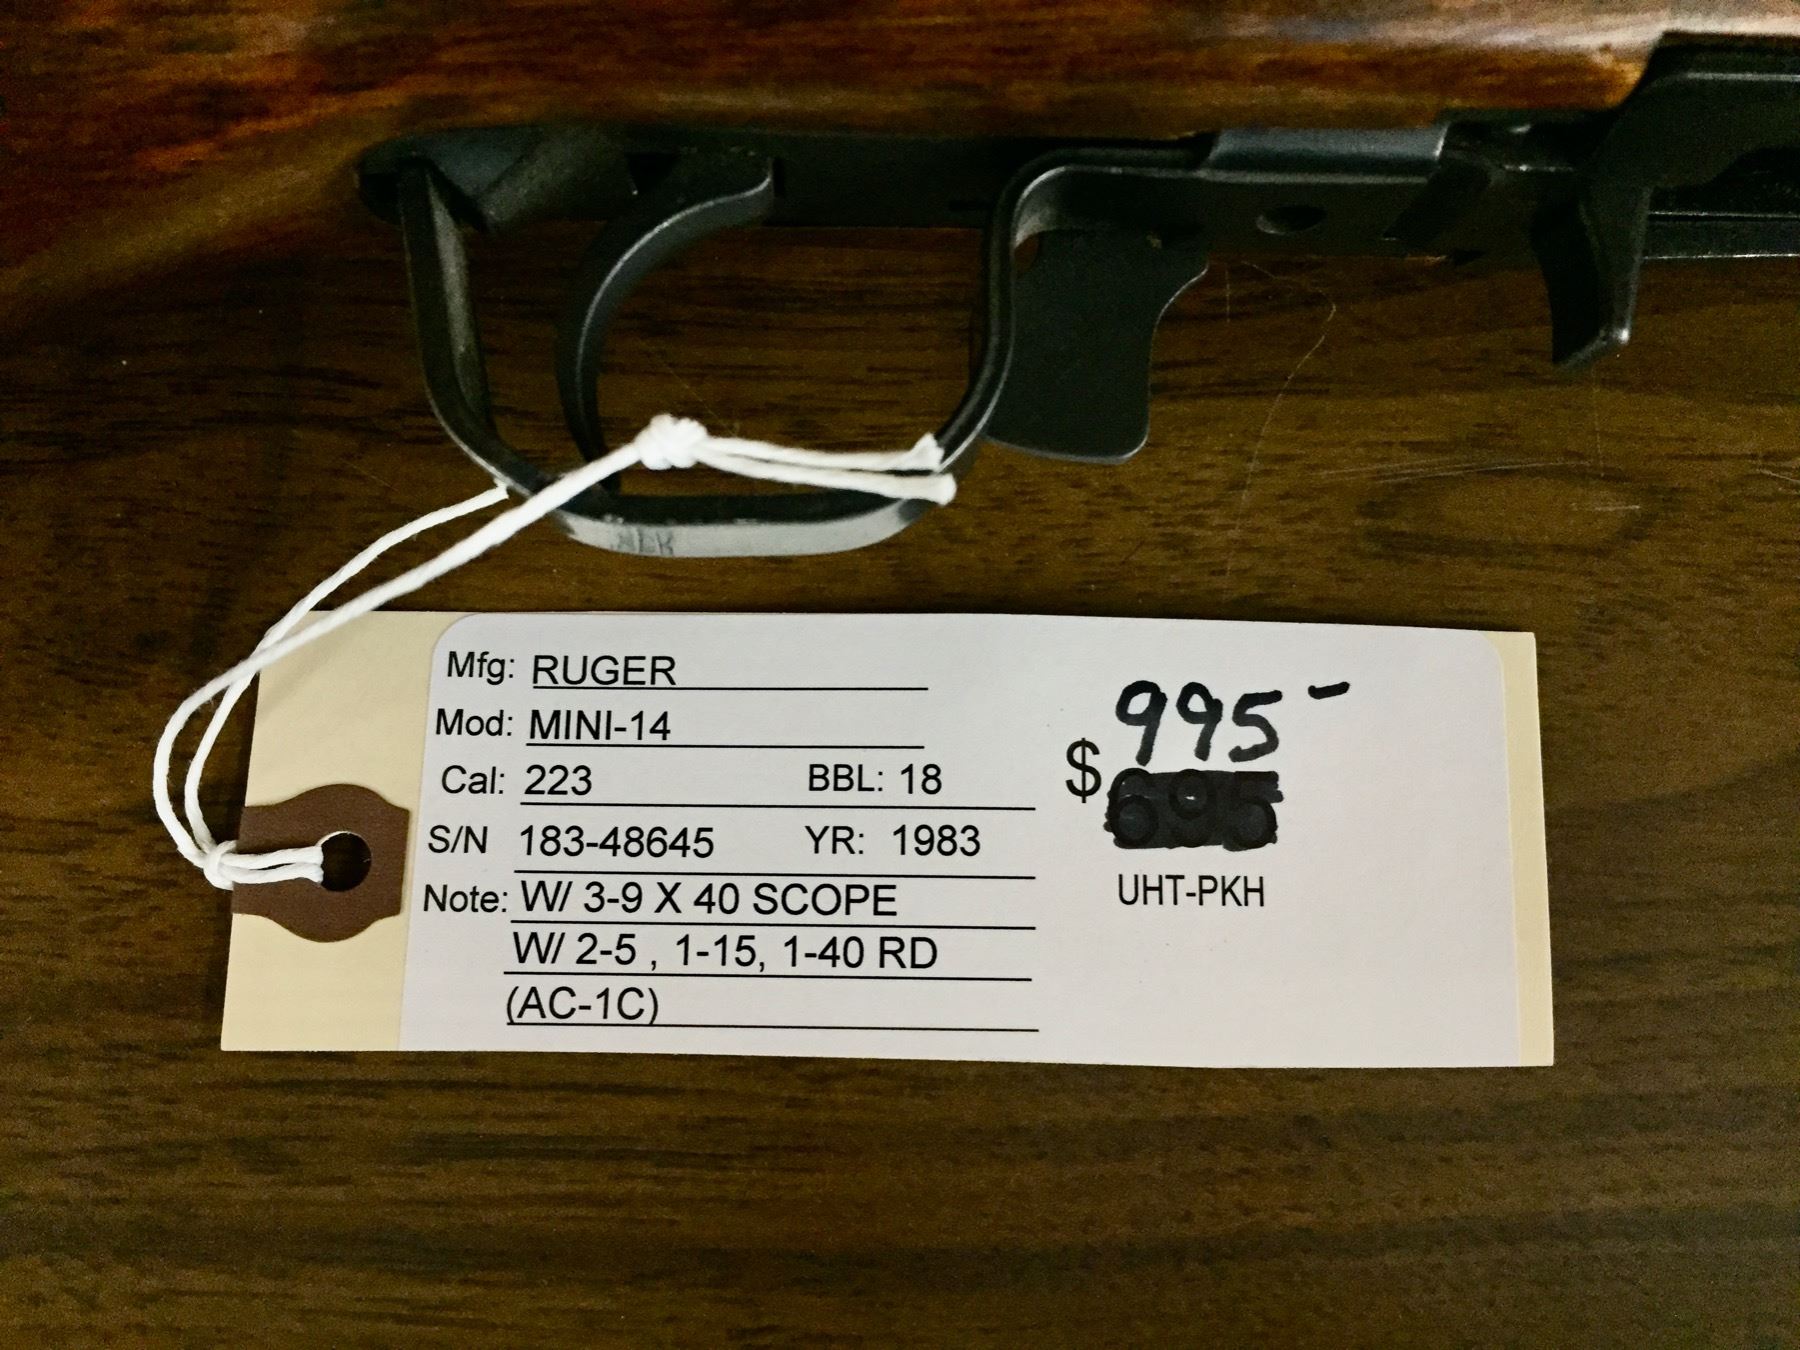 Mfg: RUGER
Mod: MINI-14
Cal: 223 BBL: 18
S/N 183-48645 YR: 1983
Note: W/ 3-9 X 40 SCOPE
W/ 2-5 , 1-15, 1-40 RD
(AC-1C)
995-
$ 695
UHT-PKH